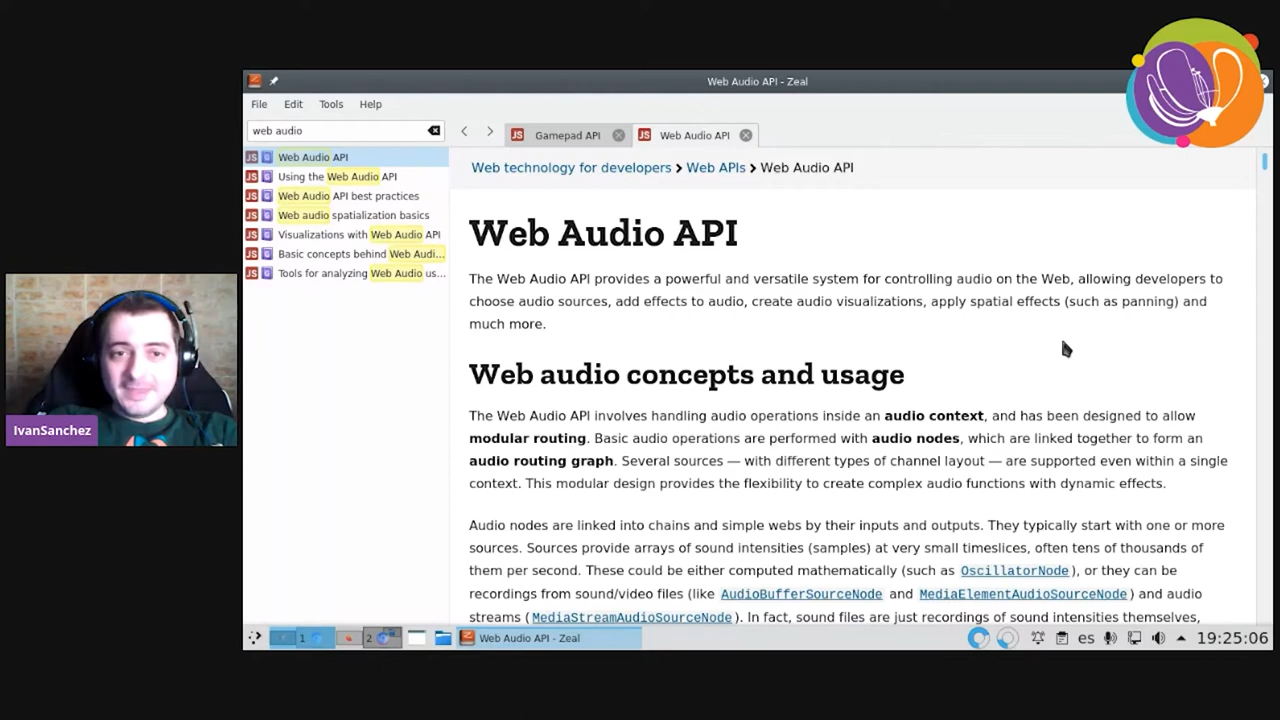 Web Audio API - Zeal
File Edit Tools Help
web audio
Gamepad API
Web Audio API
Web Audio API
Using the Web Audio API
Web Audio API best practices
Web audio spatialization basics
Visualizations with Web Audio API
Basic concepts behind Web Audi...
Tools for analyzing Web Audio us...
Web technology for developers > Web APIs > Web Audio API
Web Audio API
The Web Audio API provides a powerful and versatile system for controlling audio on the Web, allowing developers to
choose audio sources, add effects to audio, create audio visualizations, apply spatial effects (such as panning) and
much more.
Web audio concepts and usage
The Web Audio API involves handling audio operations inside an audio context, and has been designed to allow
modular routing. Basic audio operations are performed with audio nodes, which are linked together to form an
audio routing graph. Several sources — with different types of channel layout — are supported even within a single
context. This modular design provides the flexibility to create complex audio functions with dynamic effects.
Audio nodes are linked into chains and simple webs by their inputs and outputs. They typically start with one or more
sources. Sources provide arrays of sound intensities (samples) at very small timeslices, often tens of thousands of
them per second. These could be either computed mathematically (such as OscillatorNode), or they can be
recordings from sound/video files (like AudioBufferSourceNode and MediaElementAudioSourceNode) and audio
streams (MediaStreamAudioSourceNode). In fact, sound files are just recordings of sound intensities themselves,
IvanSanchez
1 2 Web Audio API - Zeal es 19:25:06